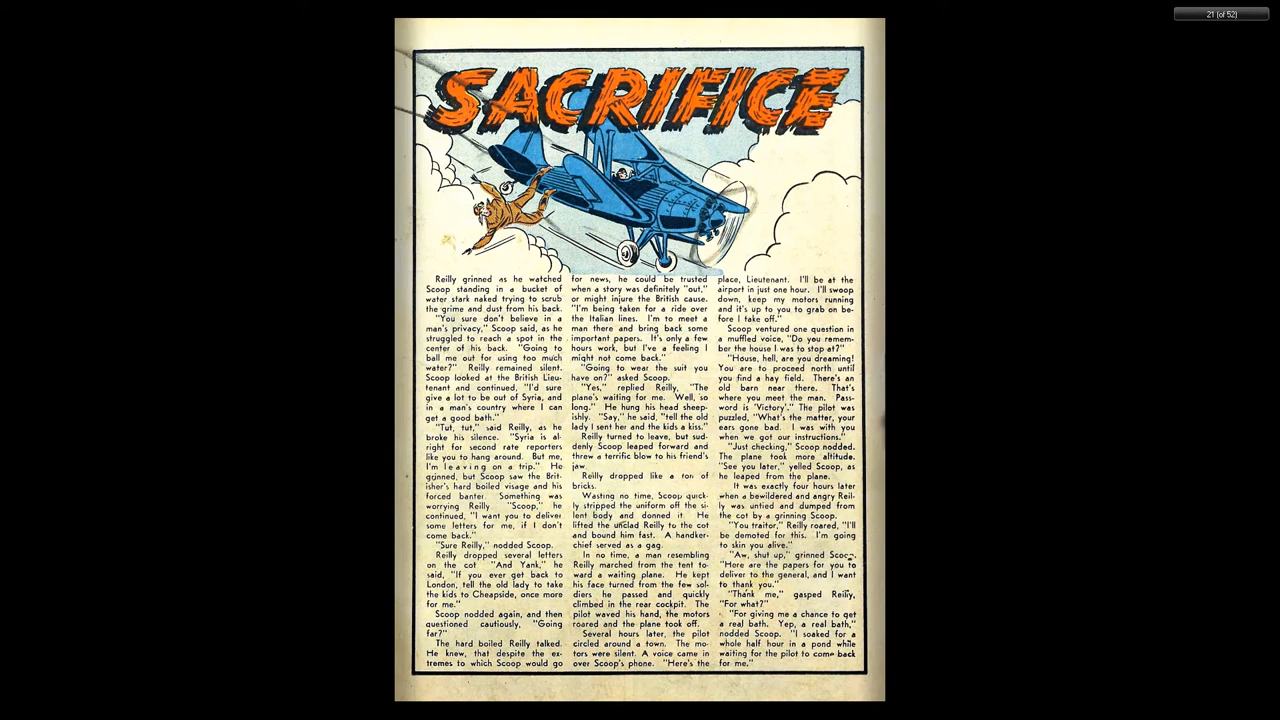 21 (of 52)
SACRIFICE
Reilly grinned as he watched
Scoop standing in a bucket of
water stark naked trying to scrub
the grime and dust from his back.
"You sure don't believe in a
man's privacy," Scoop said, as he
struggled to reach a spot in the
center of his back. "Going to
ball me out for using too much
water?" Reilly remained silent.
Scoop looked at the British Lieu-
tenant and continued, "I'd sure
give a lot to be out of Syria, and
in a man's country where I can
get a good bath."
"Tut, tut," said Reilly, as he
broke his silence. "Syria is al-
right for second rate reporters
like you to hang around. But me,
I'm leaving on a trip." He
grinned, but Scoop saw the Brit-
isher's hard boiled visage and his
forced banter. Something was
worrying Reilly. "Scoop," he
continued, "I want you to deliver
some letters for me, if I don't
come back."
"Sure Reilly," nodded Scoop.
Reilly dropped several letters
on the cot "And Yank," he
said, "If you ever get back to
London, tell the old lady to take
the kids to Cheapside, once more
for me."
Scoop nodded again, and then
questioned cautiously, "Going
far?"
The hard boiled Reilly talked.
He knew, that despite the ex-
tremes to which Scoop would go
for news, he could be trusted
when a story was definitely "out,"
or might injure the British cause.
"I'm being taken for a ride over
the Italian lines. I'm to meet a
man there and bring back some
important papers. It's only a few
hours work, but I've a feeling I
might not come back."
"Going to wear the suit you
have on?" asked Scoop.
"Yes," replied Reilly, "The
plane's waiting for me. Well, so
long." He hung his head sheep-
ishly. "Say," he said, "tell the old
lady I sent her and the kids a kiss."
Reilly turned to leave, but sud-
denly Scoop leaped forward and
threw a terrific blow to his friend's
jaw.
Reilly dropped like a ton of
bricks.
Wasting no time, Scoop quick-
ly stripped the uniform off the si-
lent body and donned it. He
lifted the unclad Reilly to the cot
and bound him fast. A handker-
chief served as a gag.
In no time, a man resembling
Reilly marched from the tent to-
ward a waiting plane. He kept
his face turned from the few sol-
diers he passed and quickly
climbed in the rear cockpit. The
pilot waved his hand, the motors
roared and the plane took off.
Several hours later, the pilot
circled around a town. The mo-
tors were silent. A voice came in
over Scoop's phone. "Here's the
place, Lieutenant. I'll be at the
airport in just one hour. I'll swoop
down, keep my motors running
and it's up to you to grab on be-
fore I take off."
Scoop ventured one question in
a muffled voice, "Do you remem-
ber the house I was to stop at?"
"House, hell, are you dreaming!
You are to proceed north until
you find a hay field. There's an
old barn near there. That's
where you meet the man. Pass-
word is 'Victory'." The pilot was
puzzled, "What's the matter, your
ears gone bad. I was with you
when we got our instructions."
"Just checking," Scoop nodded.
The plane took more altitude.
"See you later," yelled Scoop, as
he leaped from the plane.
It was exactly four hours later
when a bewildered and angry Reil-
ly was untied and dumped from
the cot by a grinning Scoop.
"You traitor," Reilly roared, "I'll
be demoted for this. I'm going
to skin you alive."
"Aw, shut up," grinned Scoop.
"Here are the papers for you to
deliver to the general, and I want
to thank you."
"Thank me," gasped Reilly,
"For what?"
"For giving me a chance to get
a real bath. Yep, a real bath,"
nodded Scoop. "I soaked for a
whole half hour in a pond while
waiting for the pilot to come back
for me."